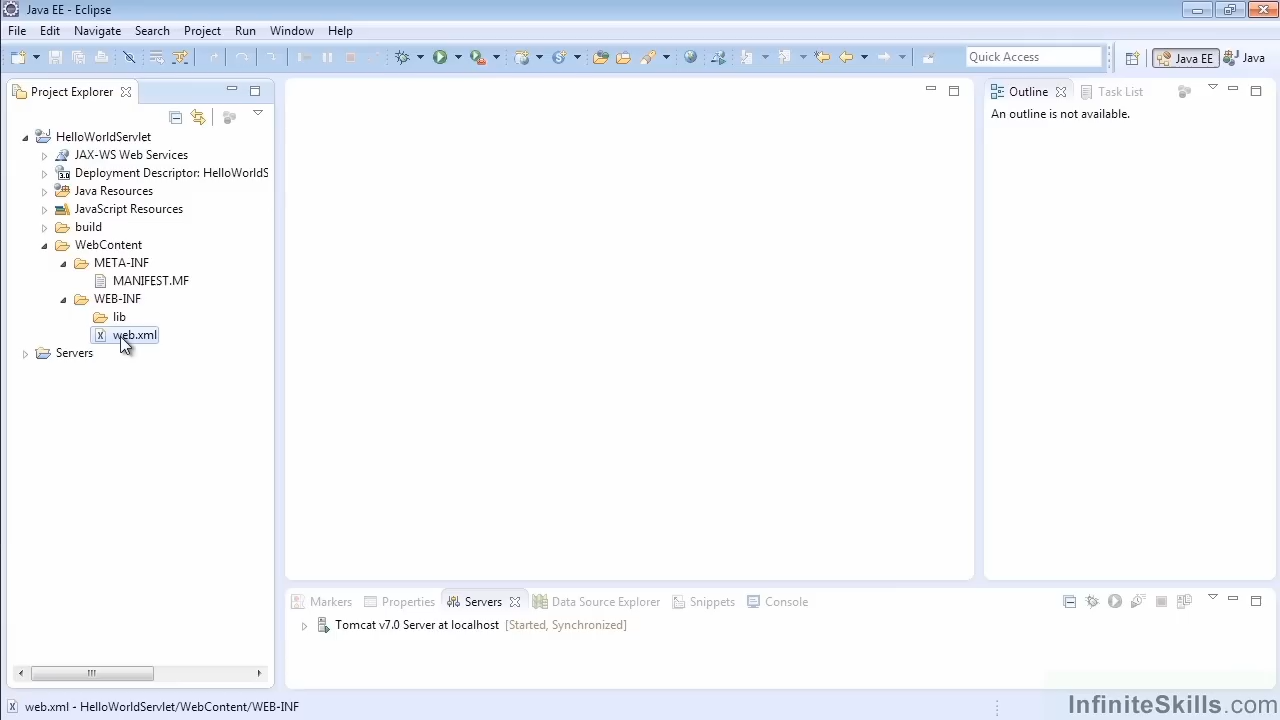 Java EE - Eclipse
File Edit Navigate Search Project Run Window Help
Quick Access
Java EE
Java
Project Explorer
HelloWorldServlet
JAX-WS Web Services
3.0
Deployment Descriptor: HelloWorldS
Java Resources
JavaScript Resources
build
WebContent
META-INF
MANIFEST.MF
WEB-INF
lib
X web.xml
Servers
Outline
Task List
An outline is not available.
Markers Properties Servers Data Source Explorer Snippets Console
Tomcat v7.0 Server at localhost [Started, Synchronized]
X web.xml - HelloWorldServlet/WebContent/WEB-INF
InfiniteSkills.com